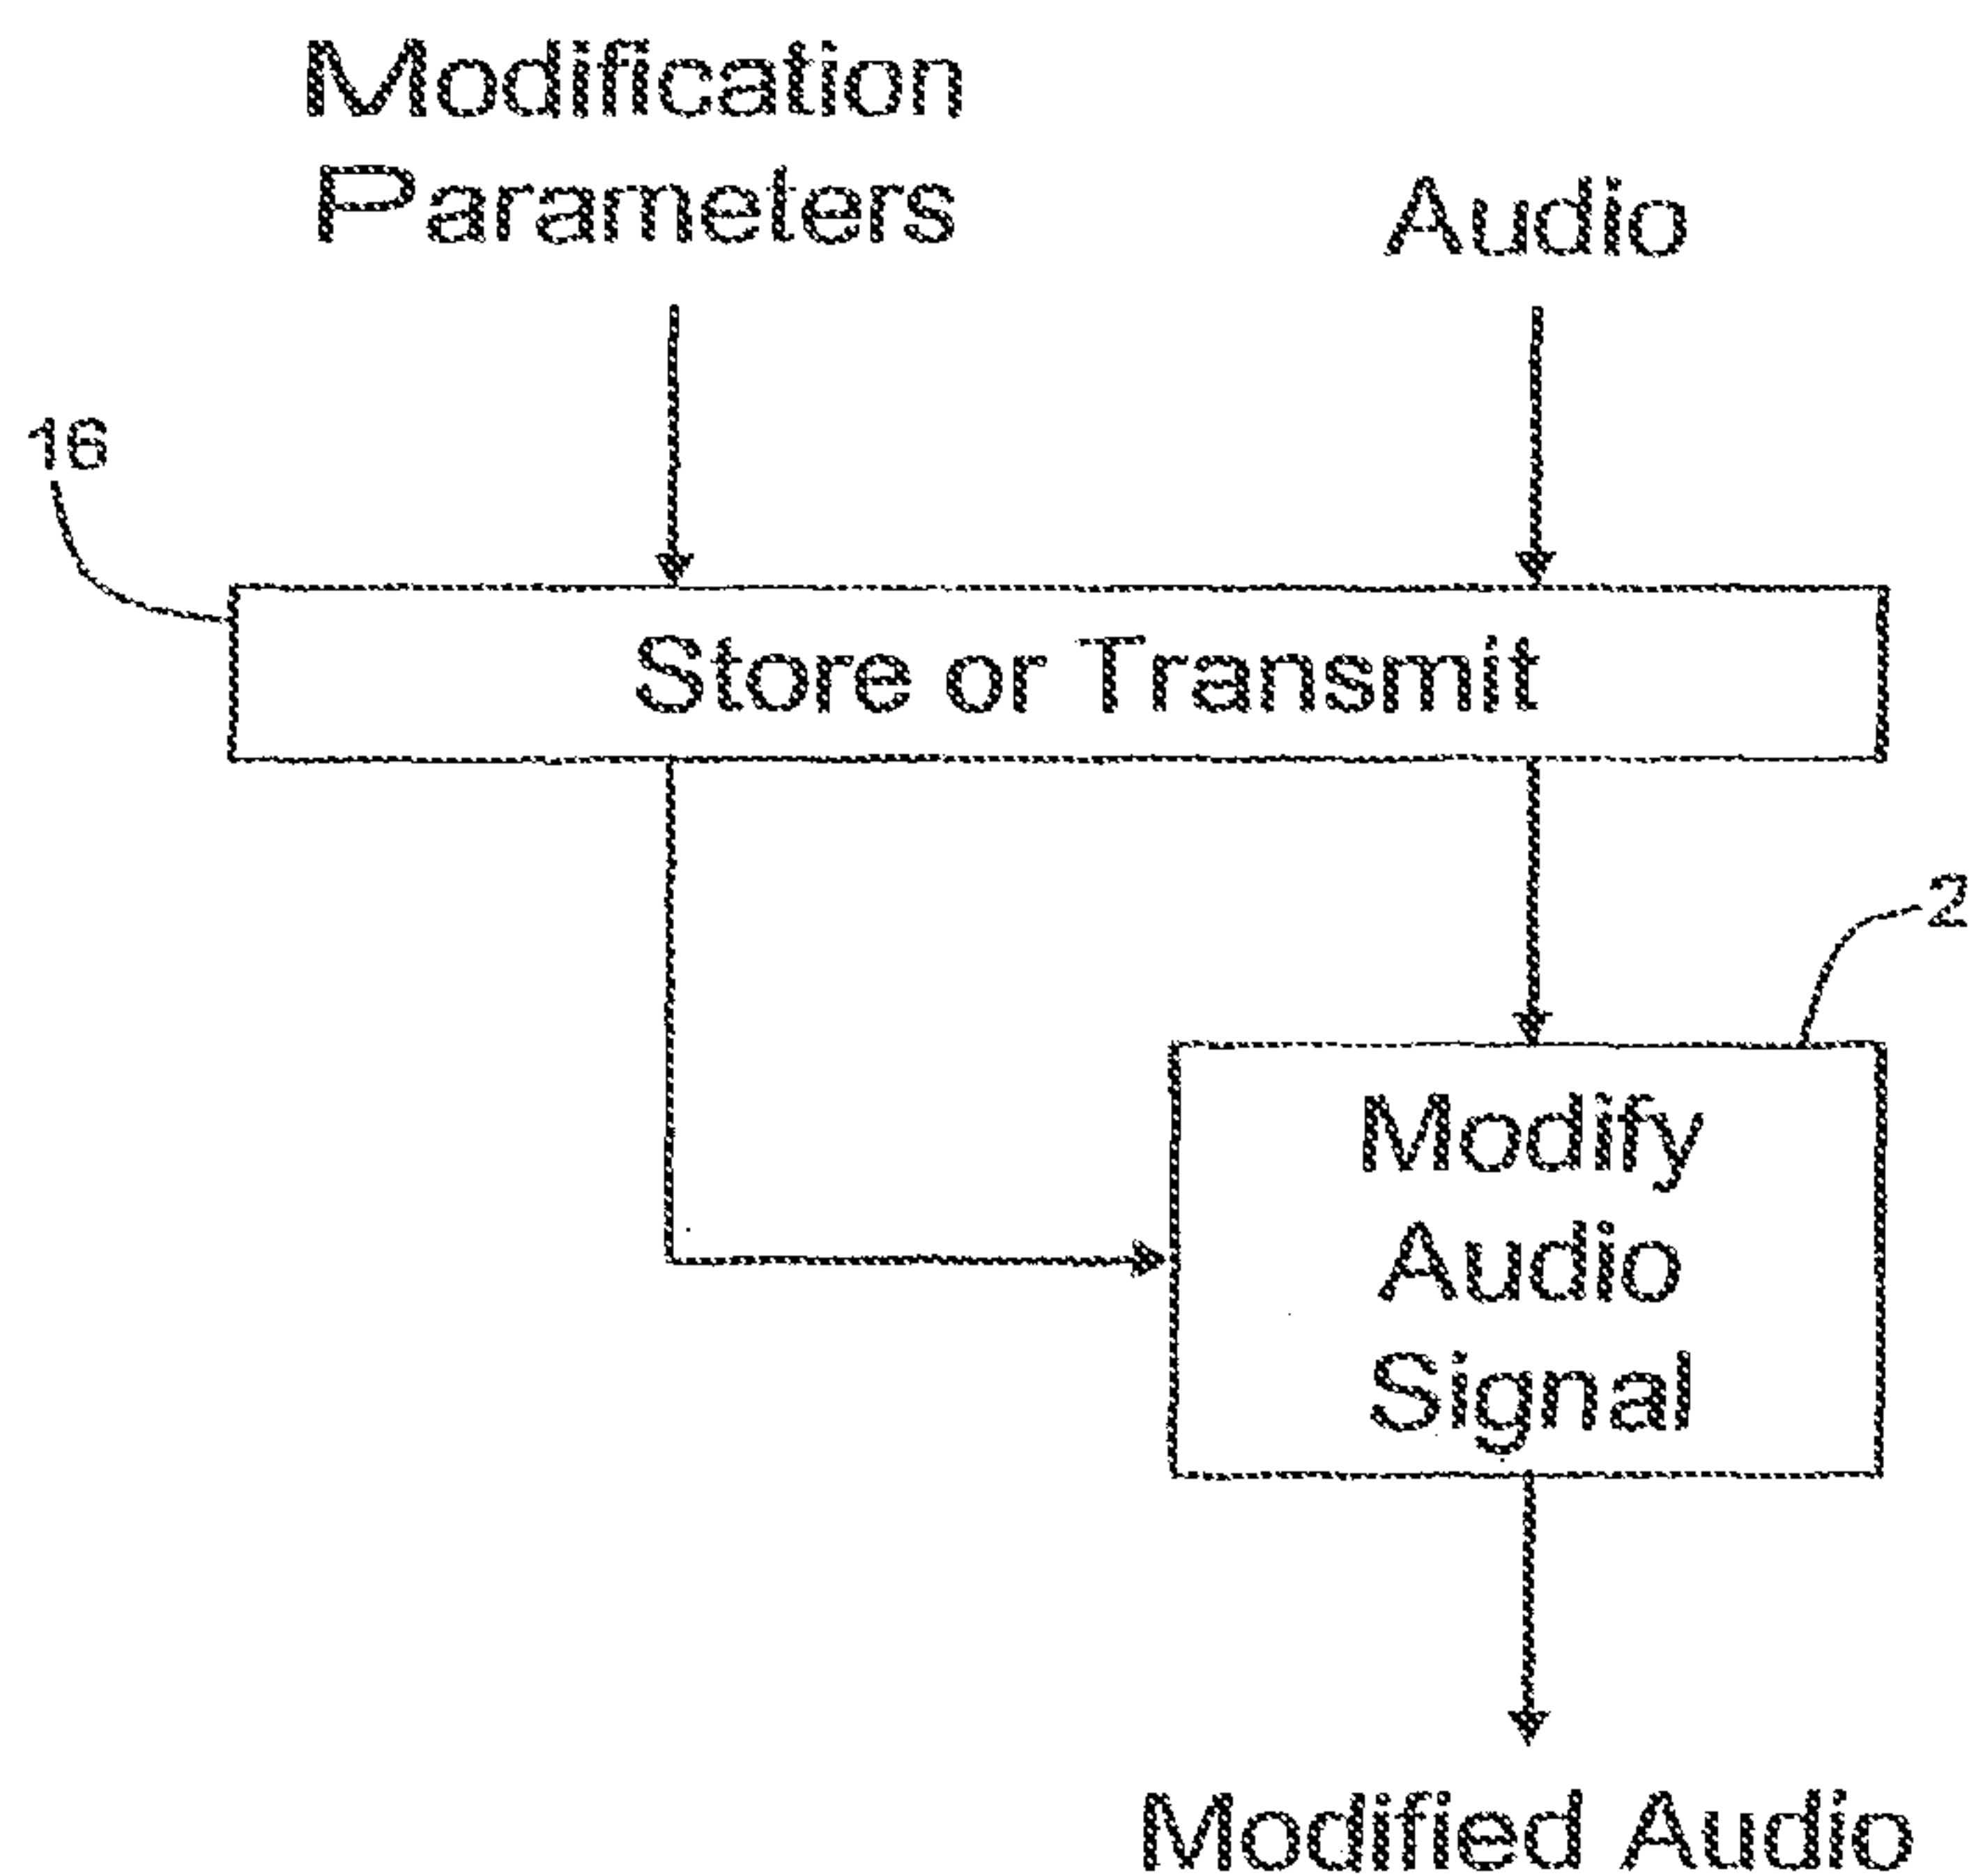 Modification
Parameters
Audio
16
Store or Transmit
2
Modify
Audio
Signal
Modified Audio